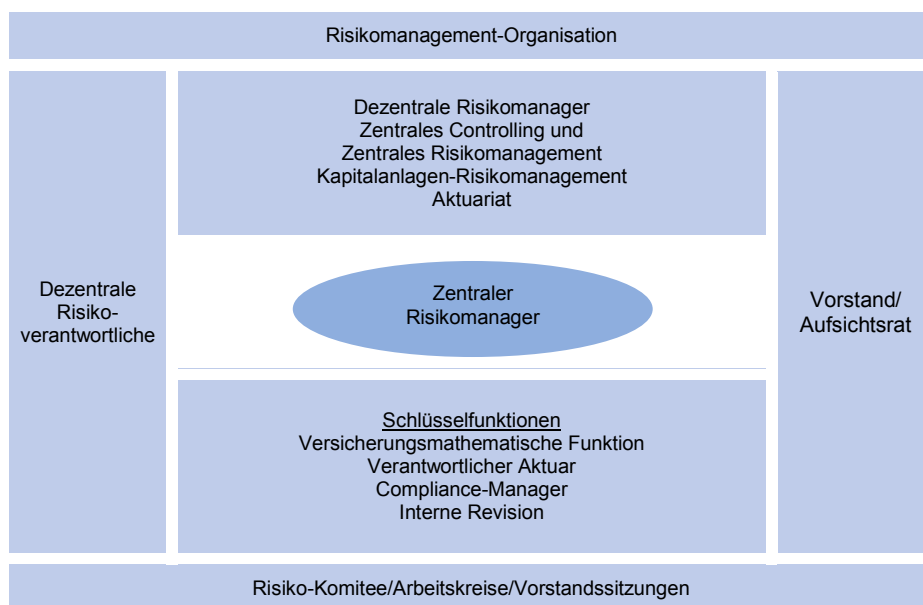 Risikomanagement-Organisation
Dezentrale
Risiko-
verantwortliche
Dezentrale Risikomanager
Zentrales Controlling und
Zentrales Risikomanagement
Kapitalanlagen-Risikomanagement
Aktuariat
Zentraler
Risikomanager
Schlüsselfunktionen
Versicherungsmathematische Funktion
Verantwortlicher Aktuar
Compliance-Manager
Interne Revision
Vorstand/
Aufsichtsrat
Risiko-Komitee/Arbeitskreise/Vorstandssitzungen